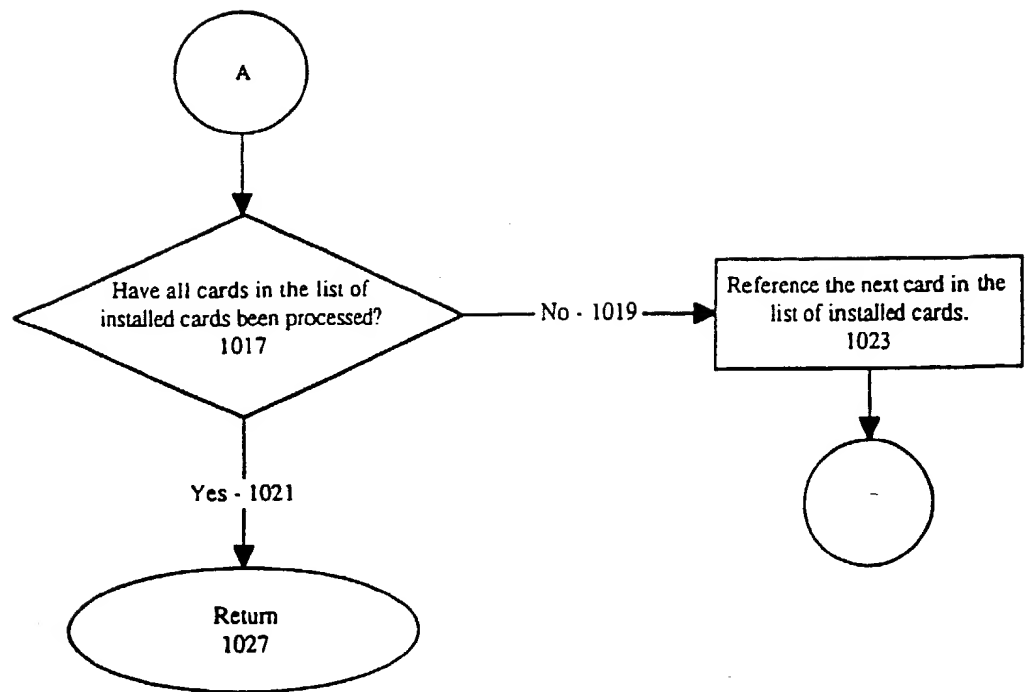 A
Have all cards in the list of
installed cards been processed?
1017
No - 1019
Reference the next card in the
list of installed cards.
1023
Yes - 1021
Return
1027